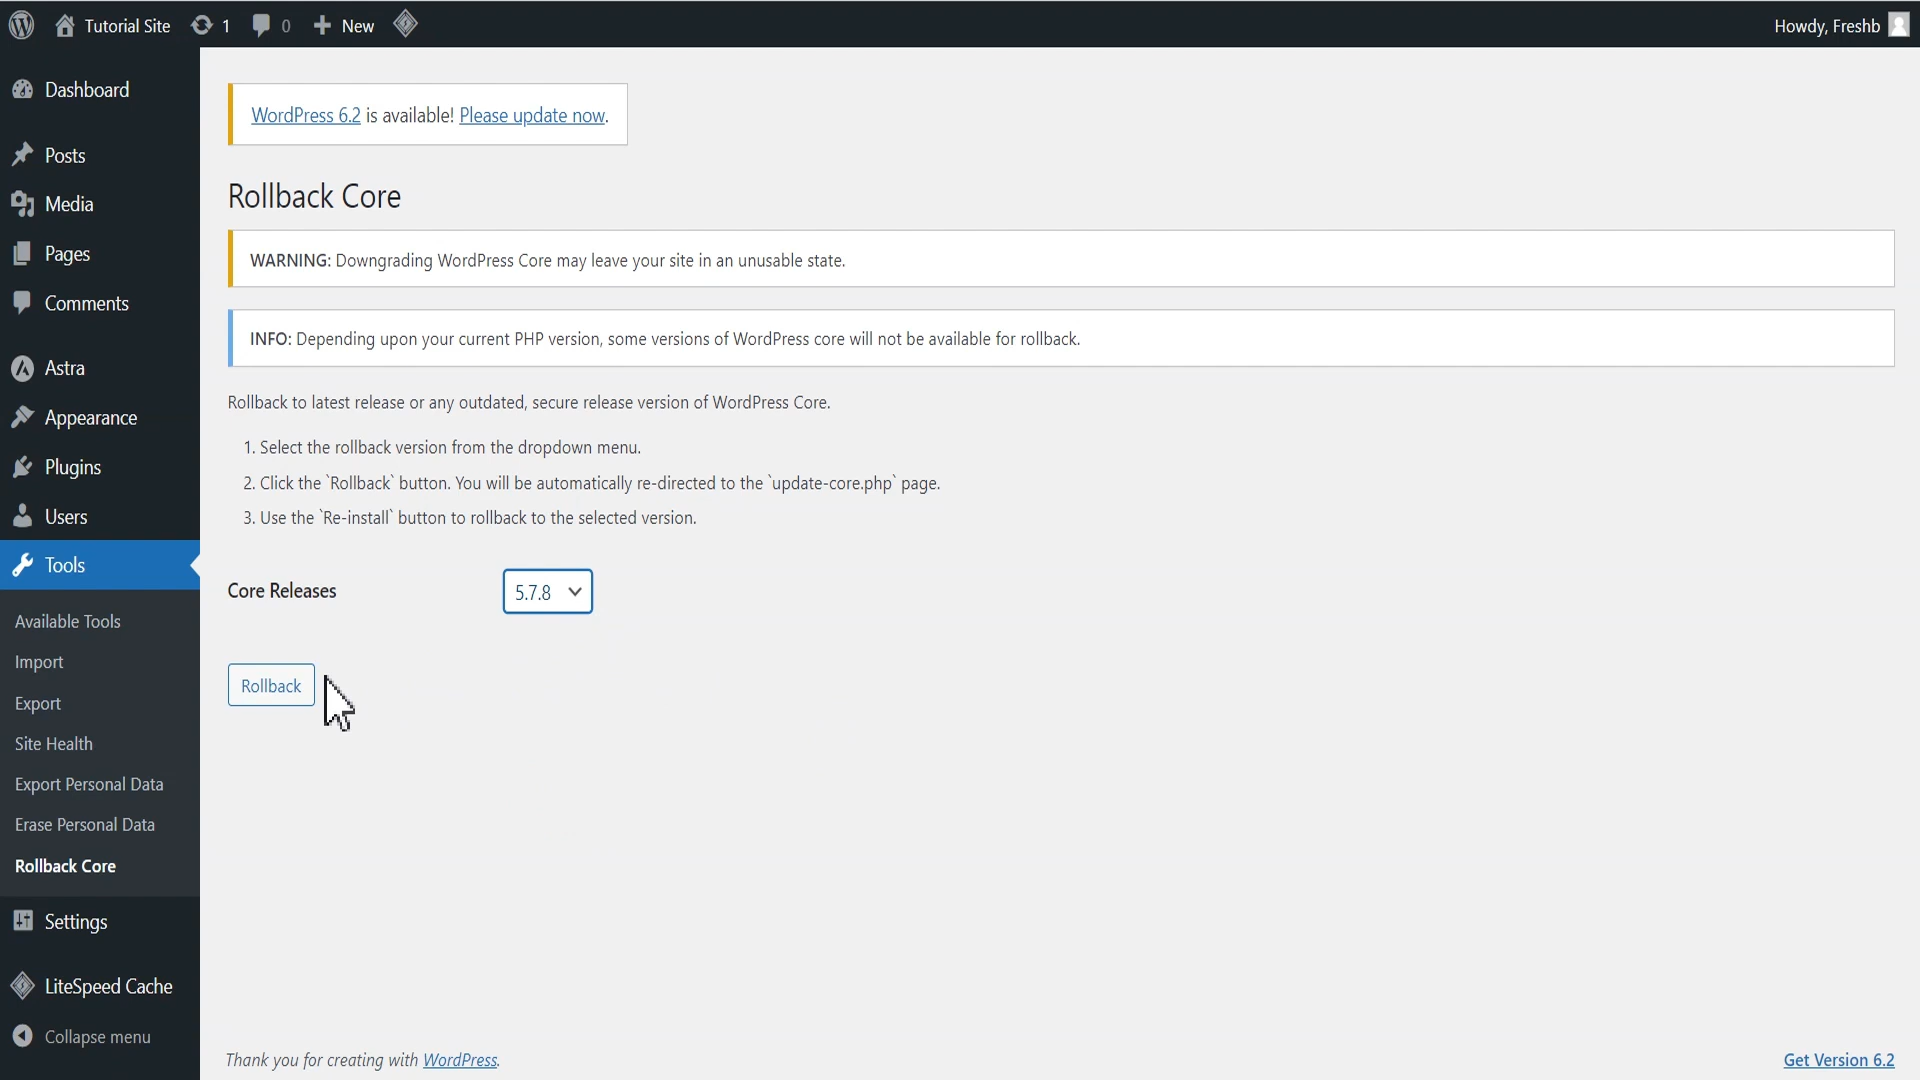 Tutorial Site 1 0 New Howdy, Freshb
Dashboard
Posts
Media
Pages
Comments
Astra
Appearance
Plugins
Users
Tools
Available Tools
Import
Export
Site Health
Export Personal Data
Erase Personal Data
Rollback Core
Settings
LiteSpeed Cache
Collapse menu
WordPress 6.2 is available! Please update now.
Rollback Core
WARNING: Downgrading WordPress Core may leave your site in an unusable state.
INFO: Depending upon your current PHP version, some versions of WordPress core will not be available for rollback.
Rollback to latest release or any outdated, secure release version of WordPress Core.
1. Select the rollback version from the dropdown menu.
2. Click the `Rollback` button. You will be automatically re-directed to the `update-core.php` page.
3. Use the `Re-install` button to rollback to the selected version.
Core Releases 5.7.8
Rollback
Thank you for creating with WordPress. Get Version 6.2